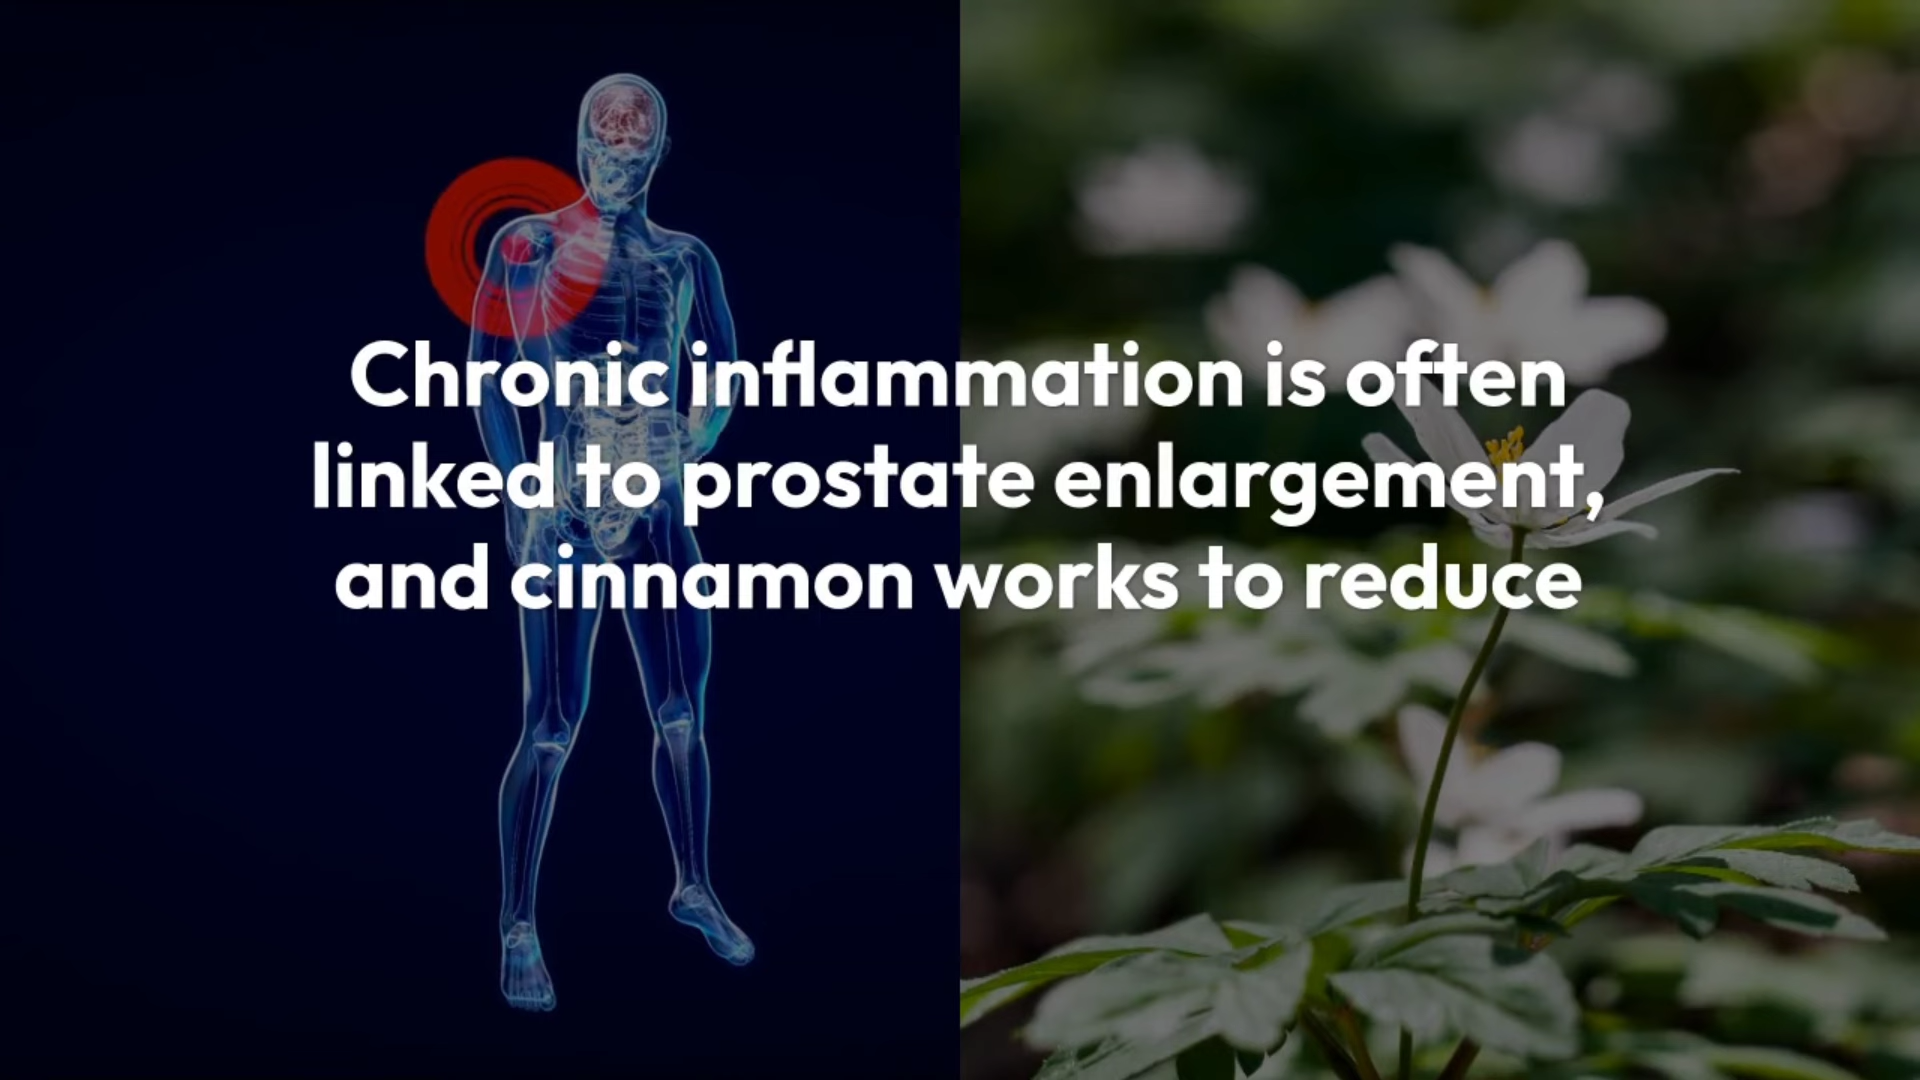 Chronic inflammation is often
linked to prostate enlargement,
and cinnamon works to reduce